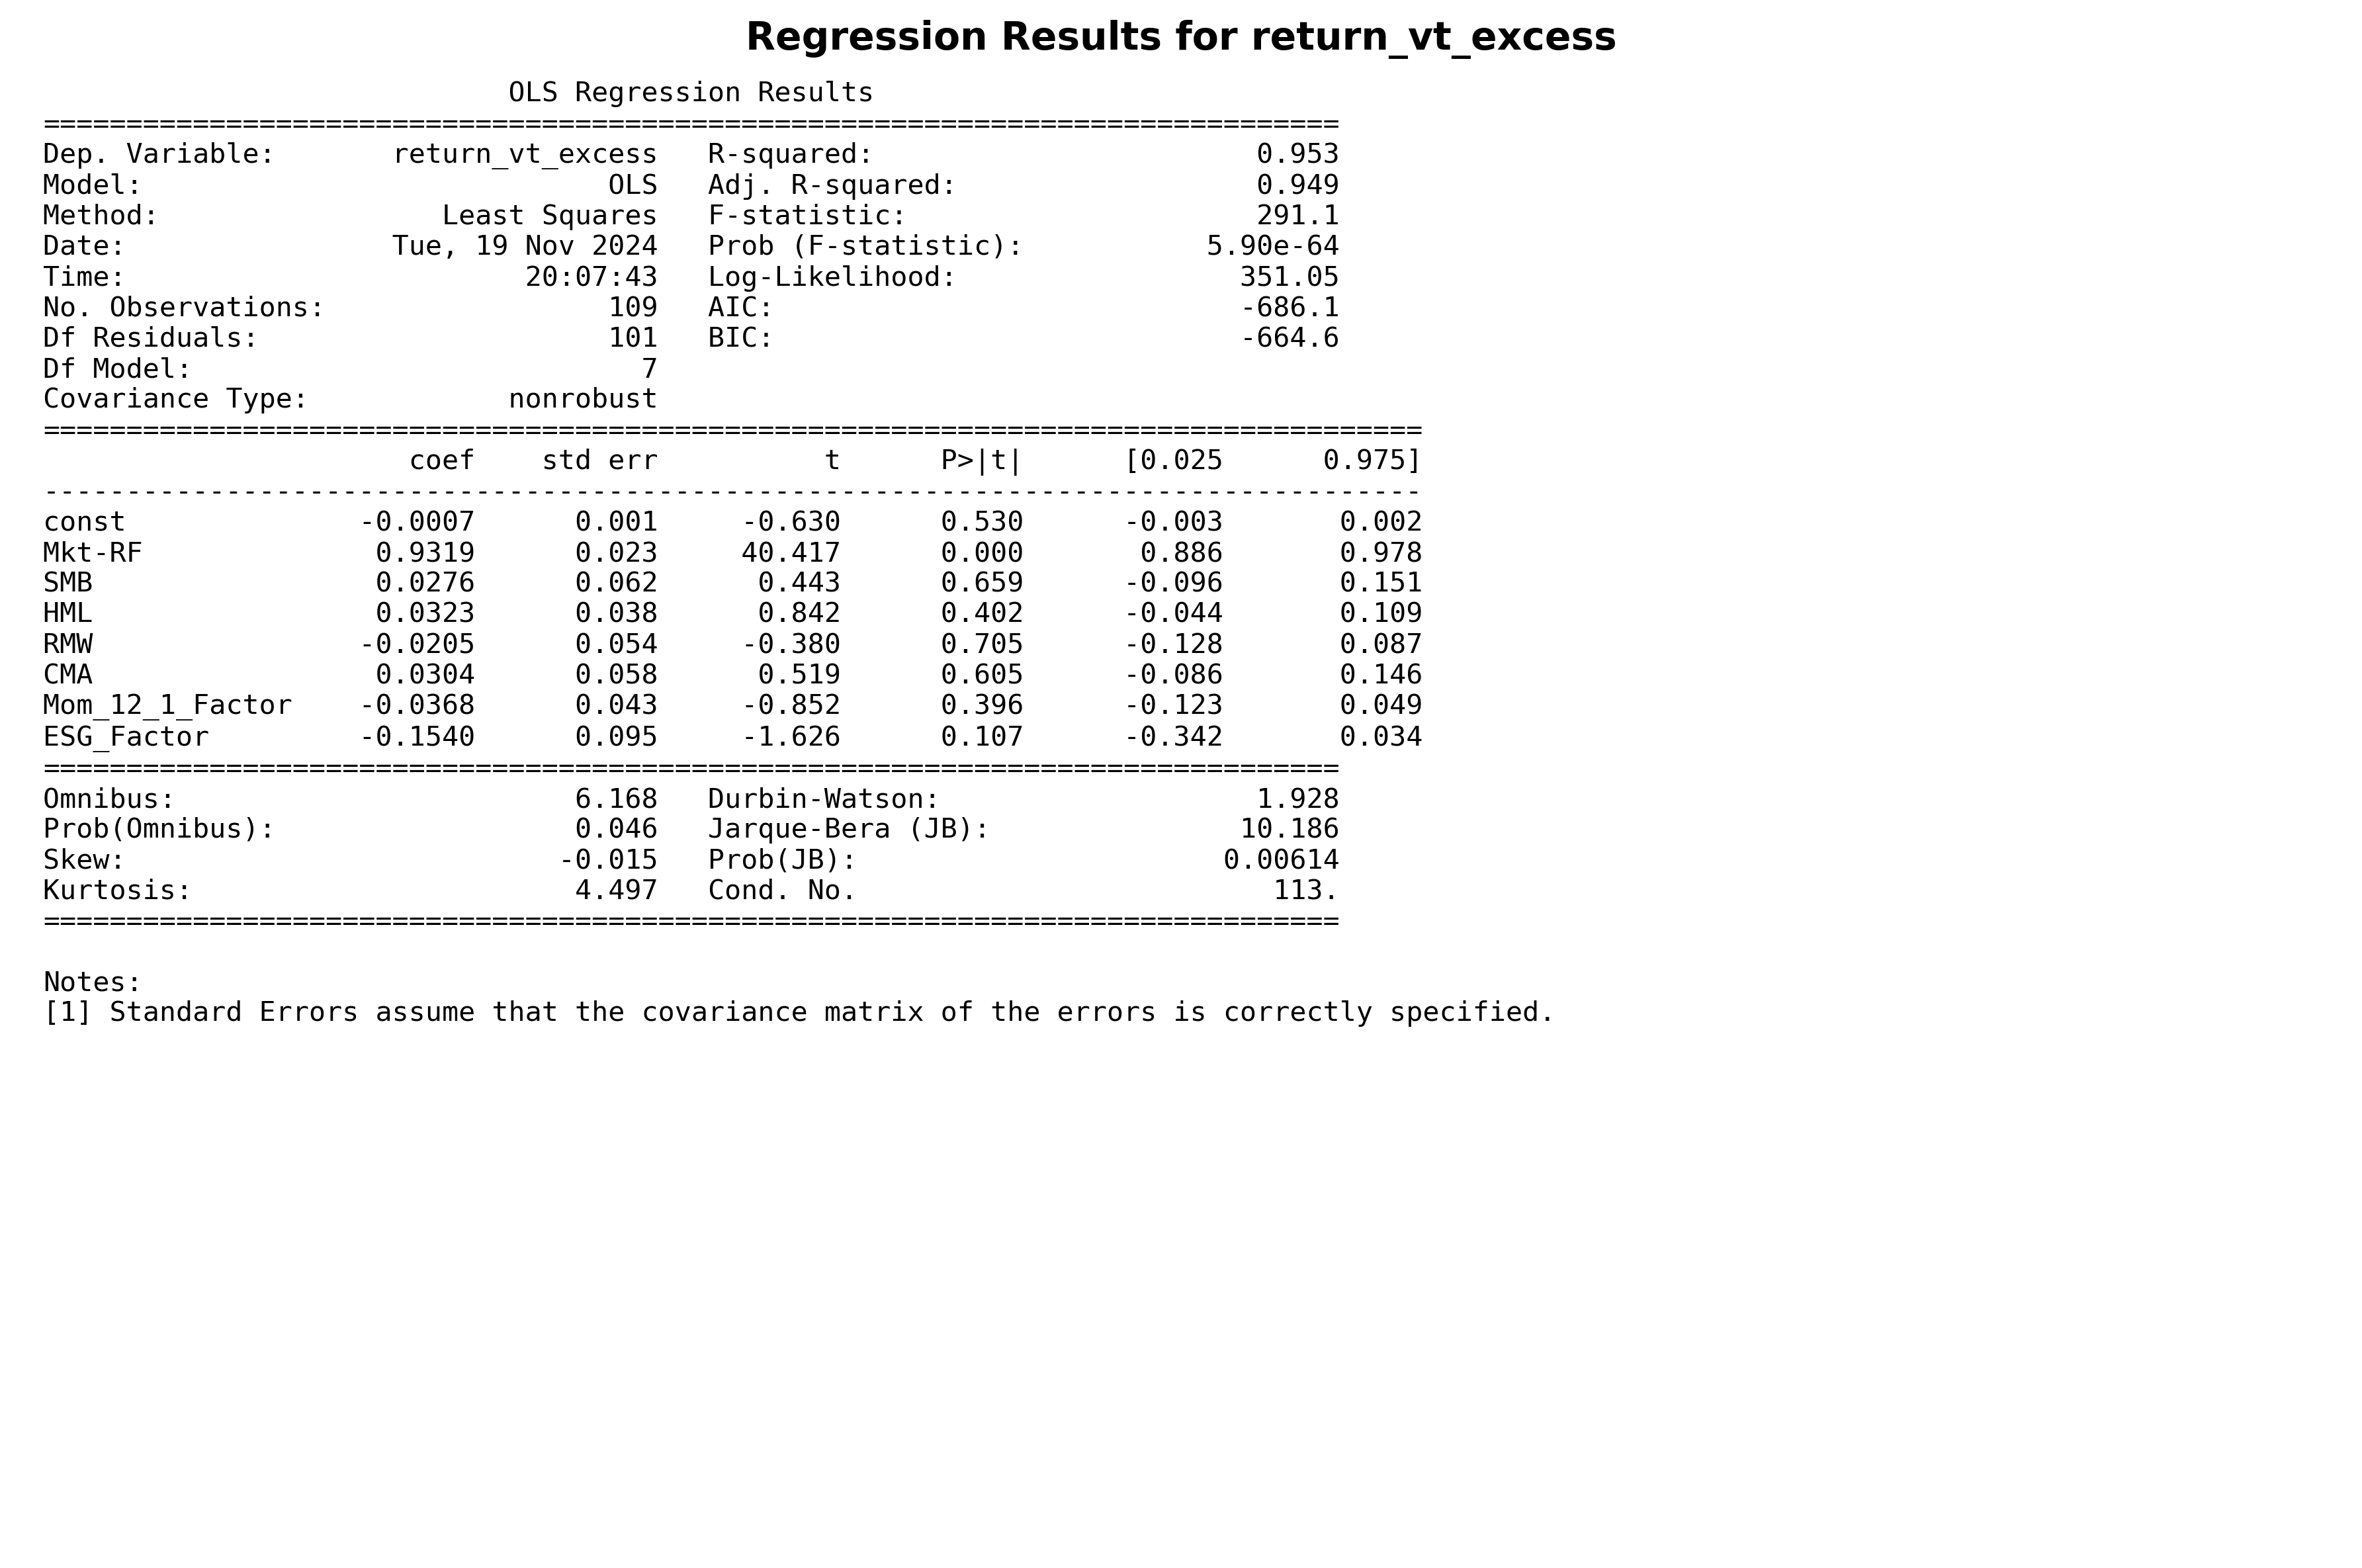 Regression Results for return_vt_excess
OLS Regression Results
==============================================================================
Dep. Variable:       return_vt_excess   R-squared:                       0.953
Model:                            OLS   Adj. R-squared:                  0.949
Method:                 Least Squares   F-statistic:                     291.1
Date:                Tue, 19 Nov 2024   Prob (F-statistic):           5.90e-64
Time:                        20:07:43   Log-Likelihood:                 351.05
No. Observations:                 109   AIC:                            -686.1
Df Residuals:                     101   BIC:                            -664.6
Df Model:                           7
Covariance Type:            nonrobust
===================================================================================
                      coef    std err          t      P>|t|      [0.025      0.975]
-----------------------------------------------------------------------------------
const              -0.0007      0.001     -0.630      0.530      -0.003       0.002
Mkt-RF              0.9319      0.023     40.417      0.000       0.886       0.978
SMB                 0.0276      0.062      0.443      0.659      -0.096       0.151
HML                 0.0323      0.038      0.842      0.402      -0.044       0.109
RMW                -0.0205      0.054     -0.380      0.705      -0.128       0.087
CMA                 0.0304      0.058      0.519      0.605      -0.086       0.146
Mom_12_1_Factor    -0.0368      0.043     -0.852      0.396      -0.123       0.049
ESG_Factor         -0.1540      0.095     -1.626      0.107      -0.342       0.034
==============================================================================
Omnibus:                        6.168   Durbin-Watson:                   1.928
Prob(Omnibus):                  0.046   Jarque-Bera (JB):               10.186
Skew:                          -0.015   Prob(JB):                      0.00614
Kurtosis:                       4.497   Cond. No.                         113.
==============================================================================
Notes:
[1] Standard Errors assume that the covariance matrix of the errors is correctly specified.